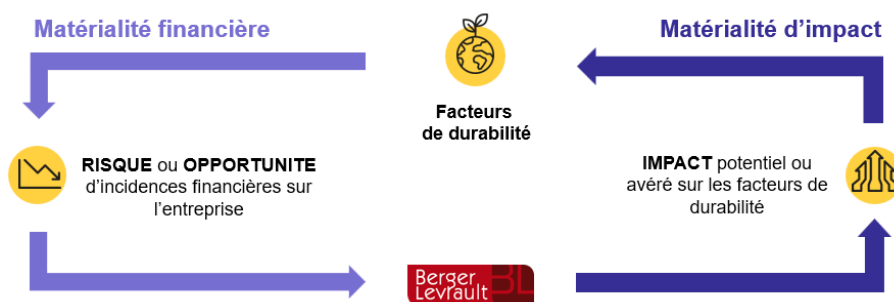 Matérialité financière
Matérialité d’impact
Facteurs
de durabilité
RISQUE ou OPPORTUNITE
d’incidences financières sur
l’entreprise
IMPACT potentiel ou
avéré sur les facteurs de
durabilité
Berger
Levrault BL